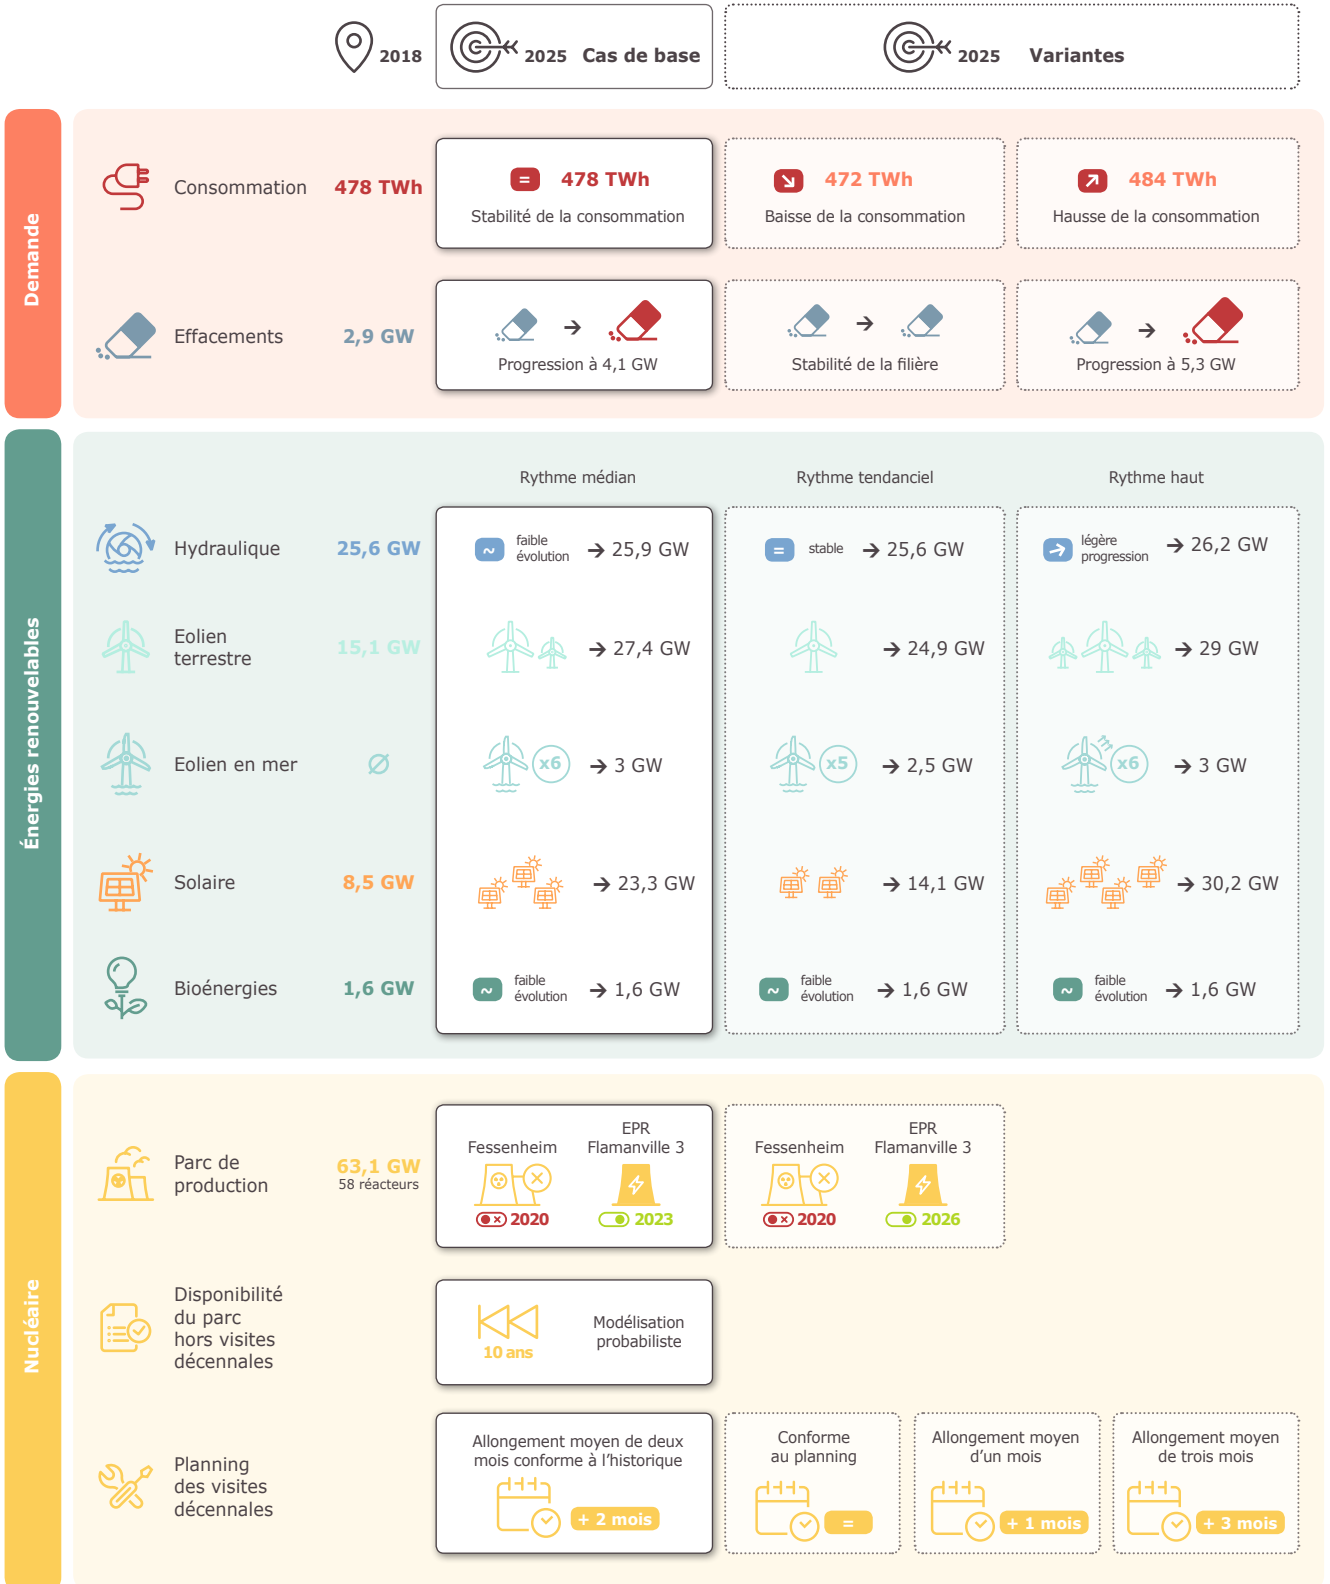 2018
2025 Cas de base
2025 Variantes
Demande
Consommation
478 TWh
= 478 TWh
Stabilité de la consommation
472 TWh
Baisse de la consommation
484 TWh
Hausse de la consommation
Effacements
2,9 GW
Progression à 4,1 GW
Stabilité de la filière
Progression à 5,3 GW
Énergies renouvelables
Rythme médian
Rythme tendanciel
Rythme haut
Hydraulique
25,6 GW
~ faible
évolution
→ 25,9 GW
= stable → 25,6 GW
légère
progression
→ 26,2 GW
Eolien
terrestre
15,1 GW
→ 27,4 GW
→ 24,9 GW
→ 29 GW
Eolien en mer
Ø
x6 → 3 GW
x5 → 2,5 GW
x6 → 3 GW
Solaire
8,5 GW
→ 23,3 GW
→ 14,1 GW
→ 30,2 GW
Bioénergies
1,6 GW
~ faible
évolution
→ 1,6 GW
~ faible
évolution
→ 1,6 GW
~ faible
évolution
→ 1,6 GW
Nucléaire
Parc de
production
63,1 GW
58 réacteurs
Fessenheim
2020
EPR
Flamanville 3
2023
Fessenheim
2020
EPR
Flamanville 3
2026
Disponibilité
du parc
hors visites
décennales
10 ans
Modélisation
probabiliste
Planning
des visites
décennales
Allongement moyen de deux
mois conforme à l'historique
+ 2 mois
Conforme
au planning
=
Allongement moyen
d'un mois
+ 1 mois
Allongement moyen
de trois mois
+ 3 mois